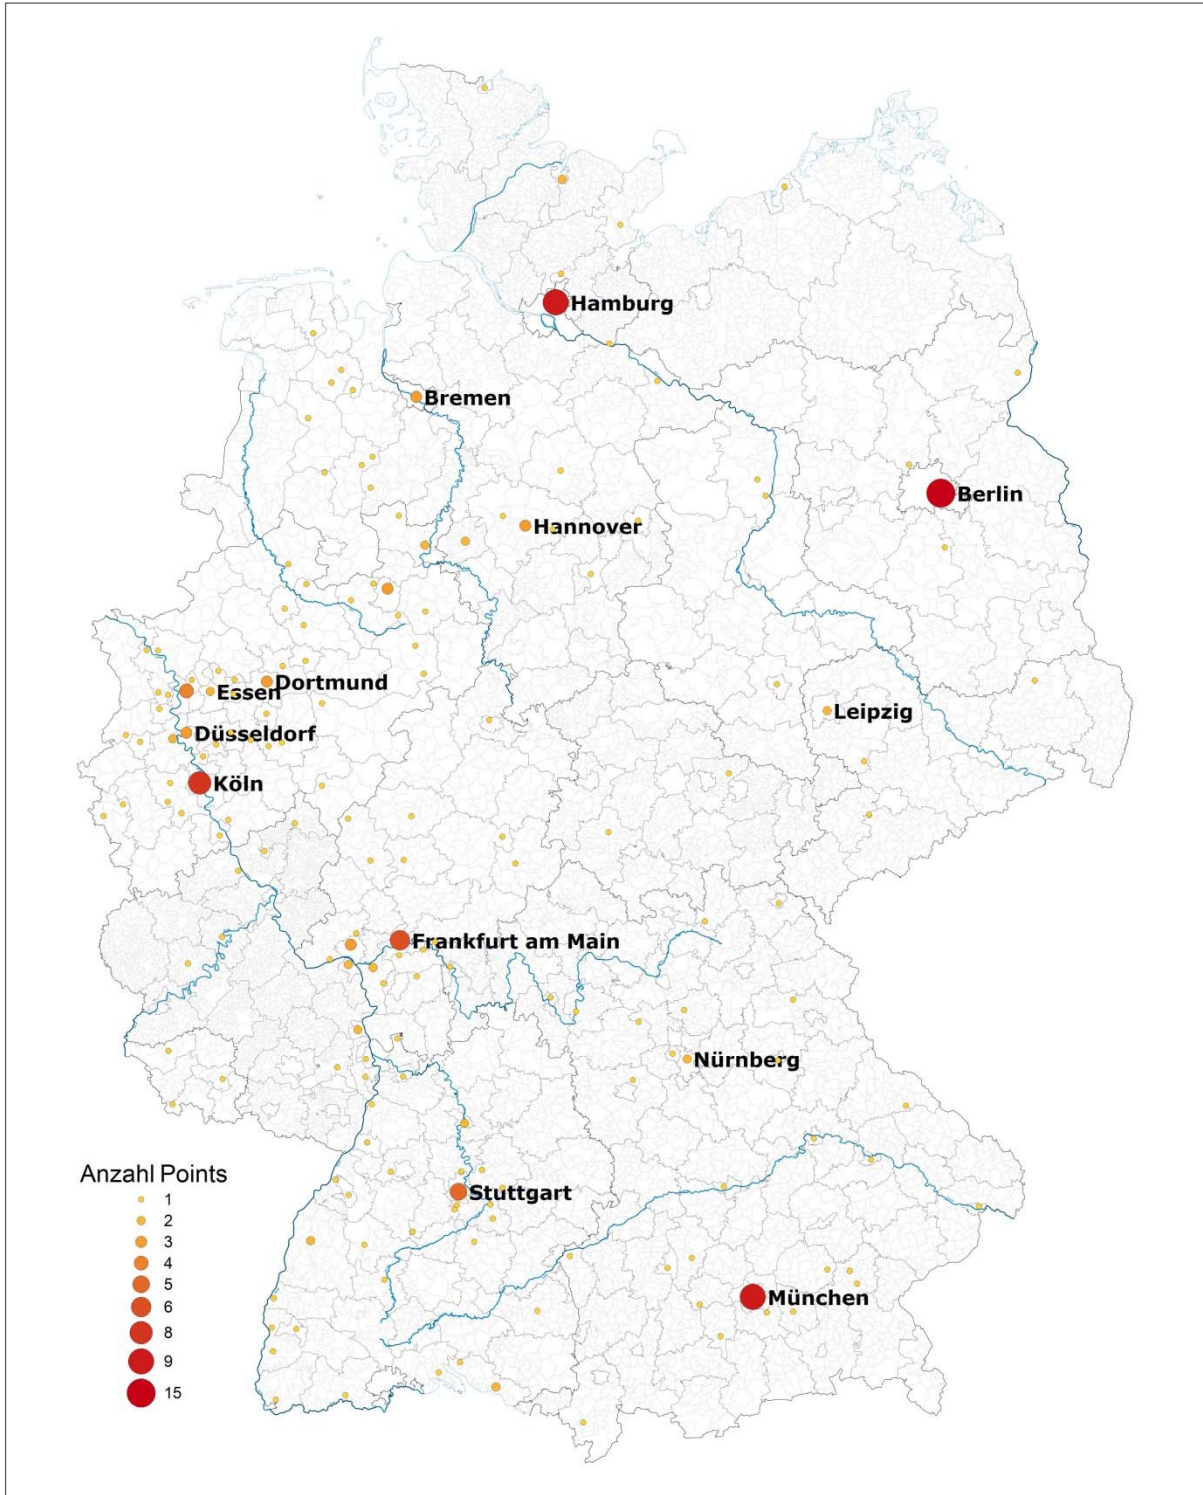 Hamburg
Bremen
Berlin
Hannover
Dortmund
Essen
Leipzig
Düsseldorf
Köln
Frankfurt am Main
Nürnberg
Stuttgart
München
Anzahl Points
1
2
3
4
5
6
8
9
15